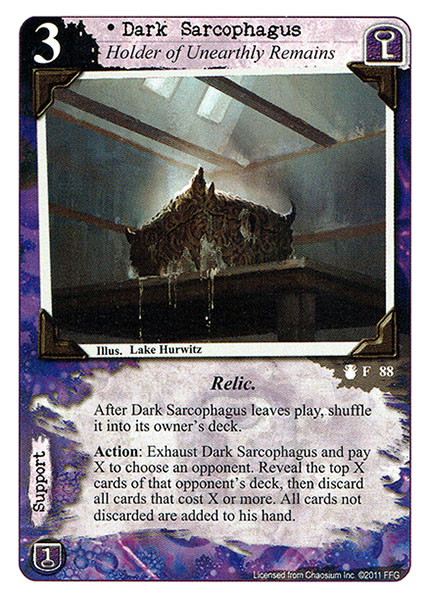 3
• Dark Sarcophagus
Holder of Unearthly Remains
Illus. Lake Hurwitz
F 88
Relic.
After Dark Sarcophagus leaves play, shuffle
it into its owner's deck.
Action: Exhaust Dark Sarcophagus and pay
X to choose an opponent. Reveal the top X
cards of that opponent's deck, then discard
all cards that cost X or more. All cards not
discarded are added to his hand.
Support
1
Licensed from Chaosium Inc. ©2011 FFG